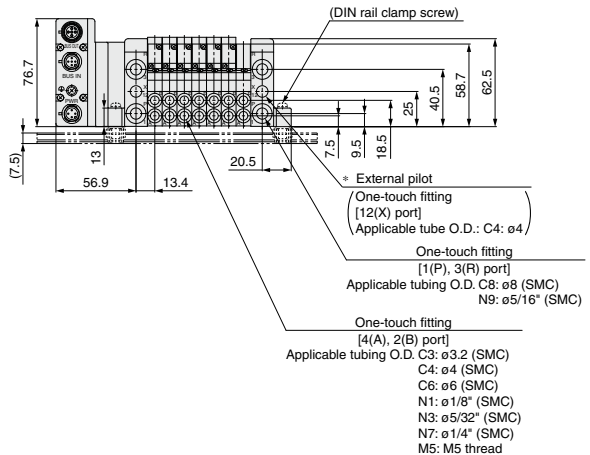 (DIN rail clamp screw)
BUS OUT
BUS IN
PWR
76.7
(7.5)
13
56.9
13.4
20.5
7.5
9.5
18.5
25
40.5
58.7
62.5
* External pilot
One-touch fitting
[12(X) port]
Applicable tube O.D.: C4: ø4
One-touch fitting
[1(P), 3(R) port]
Applicable tubing O.D. C8: ø8 (SMC)
N9: ø5/16" (SMC)
One-touch fitting
[4(A), 2(B) port]
Applicable tubing O.D. C3: ø3.2 (SMC)
C4: ø4 (SMC)
C6: ø6 (SMC)
N1: ø1/8" (SMC)
N3: ø5/32" (SMC)
N7: ø1/4" (SMC)
M5: M5 thread